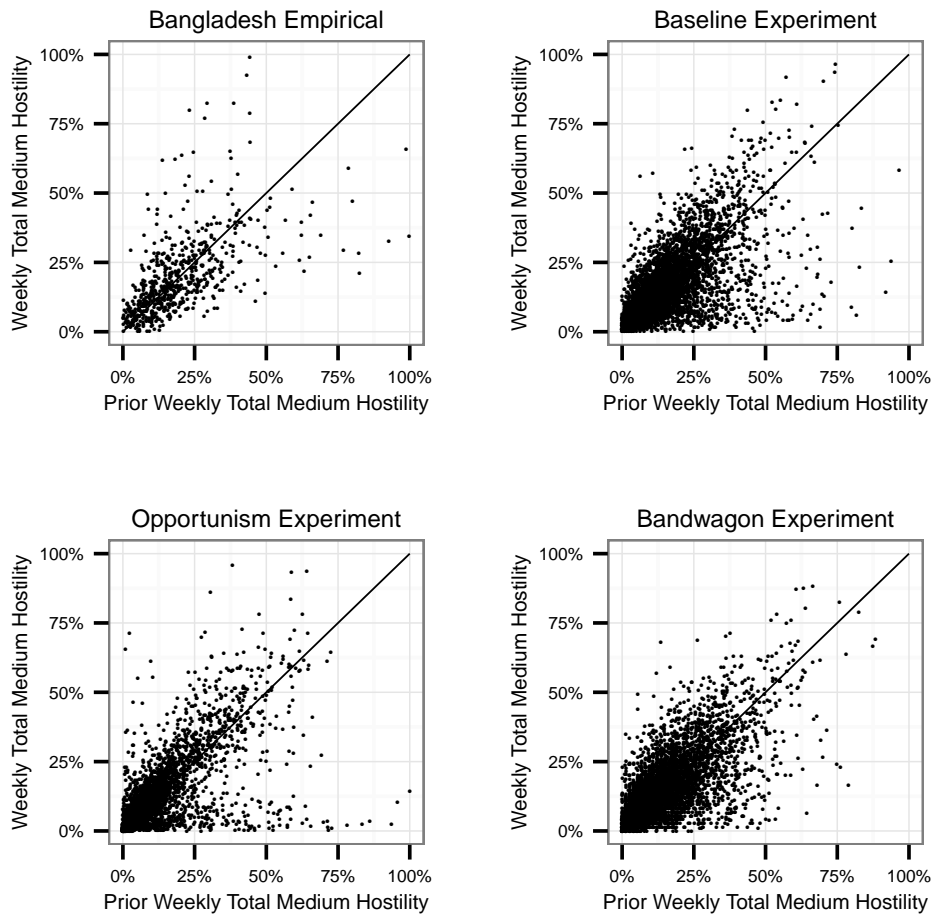 Bangladesh Empirical
Weekly Total Medium Hostility
100%
75%
50%
25%
0%
0% 25% 50% 75% 100%
Prior Weekly Total Medium Hostility
Baseline Experiment
Weekly Total Medium Hostility
100%
75%
50%
25%
0%
0% 25% 50% 75% 100%
Prior Weekly Total Medium Hostility
Opportunism Experiment
Weekly Total Medium Hostility
100%
75%
50%
25%
0%
0% 25% 50% 75% 100%
Prior Weekly Total Medium Hostility
Bandwagon Experiment
Weekly Total Medium Hostility
100%
75%
50%
25%
0%
0% 25% 50% 75% 100%
Prior Weekly Total Medium Hostility